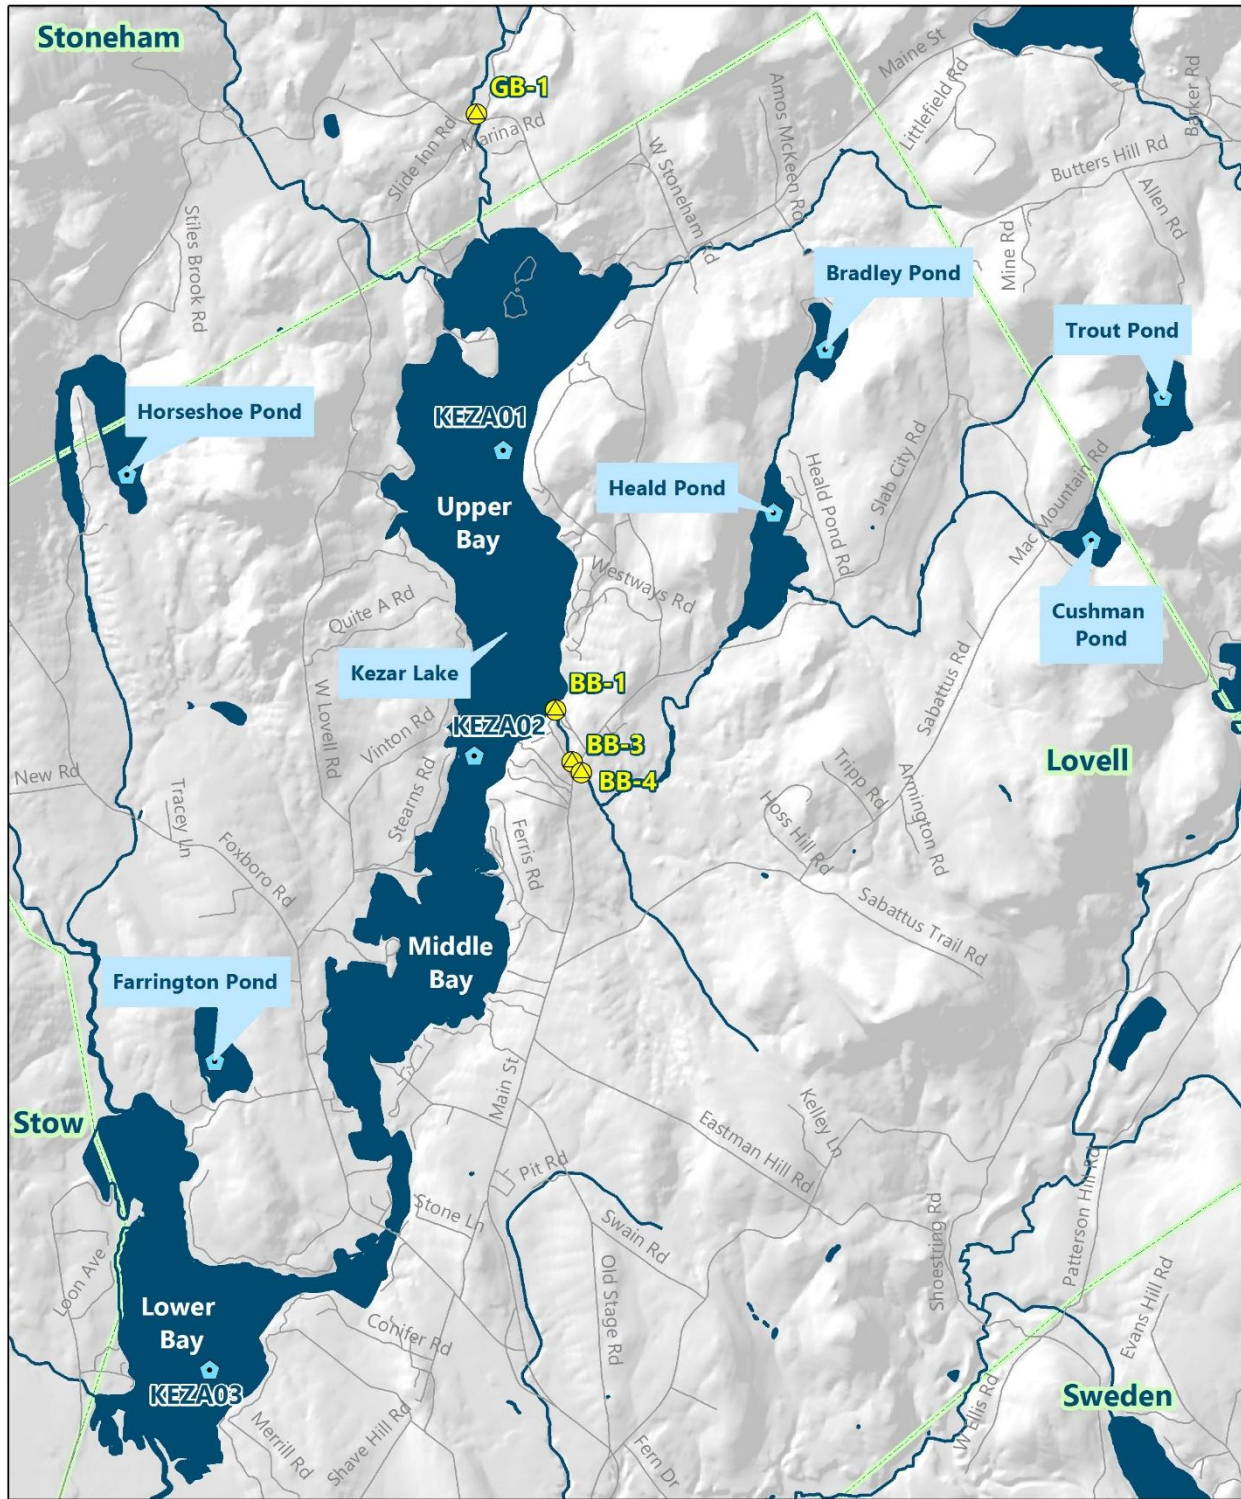 Stoneham
GB-1
Maine St
Littlefield Rd
Barker Rd
Amos McKeen Rd
Slide Inn Rd
Marina Rd
W Stoneham Rd
Butters Hill Rd
Allen Rd
Stiles Brook Rd
Mine Rd
Bradley Pond
Trout Pond
Horseshoe Pond
KEZA01
Heald Pond
Heald Pond Rd
Slab City Rd
Mac Mountain Rd
Upper
Bay
Westways Rd
Quite A Rd
Cushman
Pond
Kezar Lake
BB-1
W Lovell Rd
Vinton Rd
KEZA02
BB-3
BB-4
Sabattus Rd
Lovell
New Rd
Tracey Ln
Stearns Rd
Tripp Rd
Armington Rd
Hoss Hill Rd
Foxboro Rd
Ferris Rd
Sabattus Trail Rd
Middle
Bay
Farrington Pond
Stow
Main St
Kelley Ln
Eastman Hill Rd
Pit Rd
Stone Ln
Swain Rd
Patterson Hill Rd
Shoestring Rd
Loon Ave
Old Stage Rd
Evans Hill Rd
Lower
Bay
Conifer Rd
KEZA03
Sweden
Merrill Rd
Shave Hill Rd
Fern Dr
W Ellis Rd